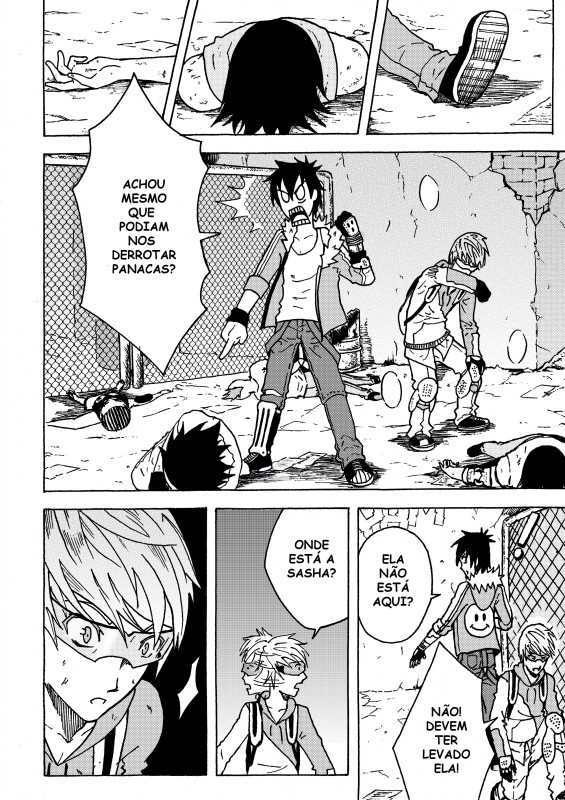 ACHOU
MESMO
QUE
PODIAM
NOS
DERROTAR
PANACAS?
ONDE
ESTÁ A
SASHA?
ELA
NÃO
ESTÁ
AQUI?
NÃO!
DEVEM
TER
LEVADO
ELA!